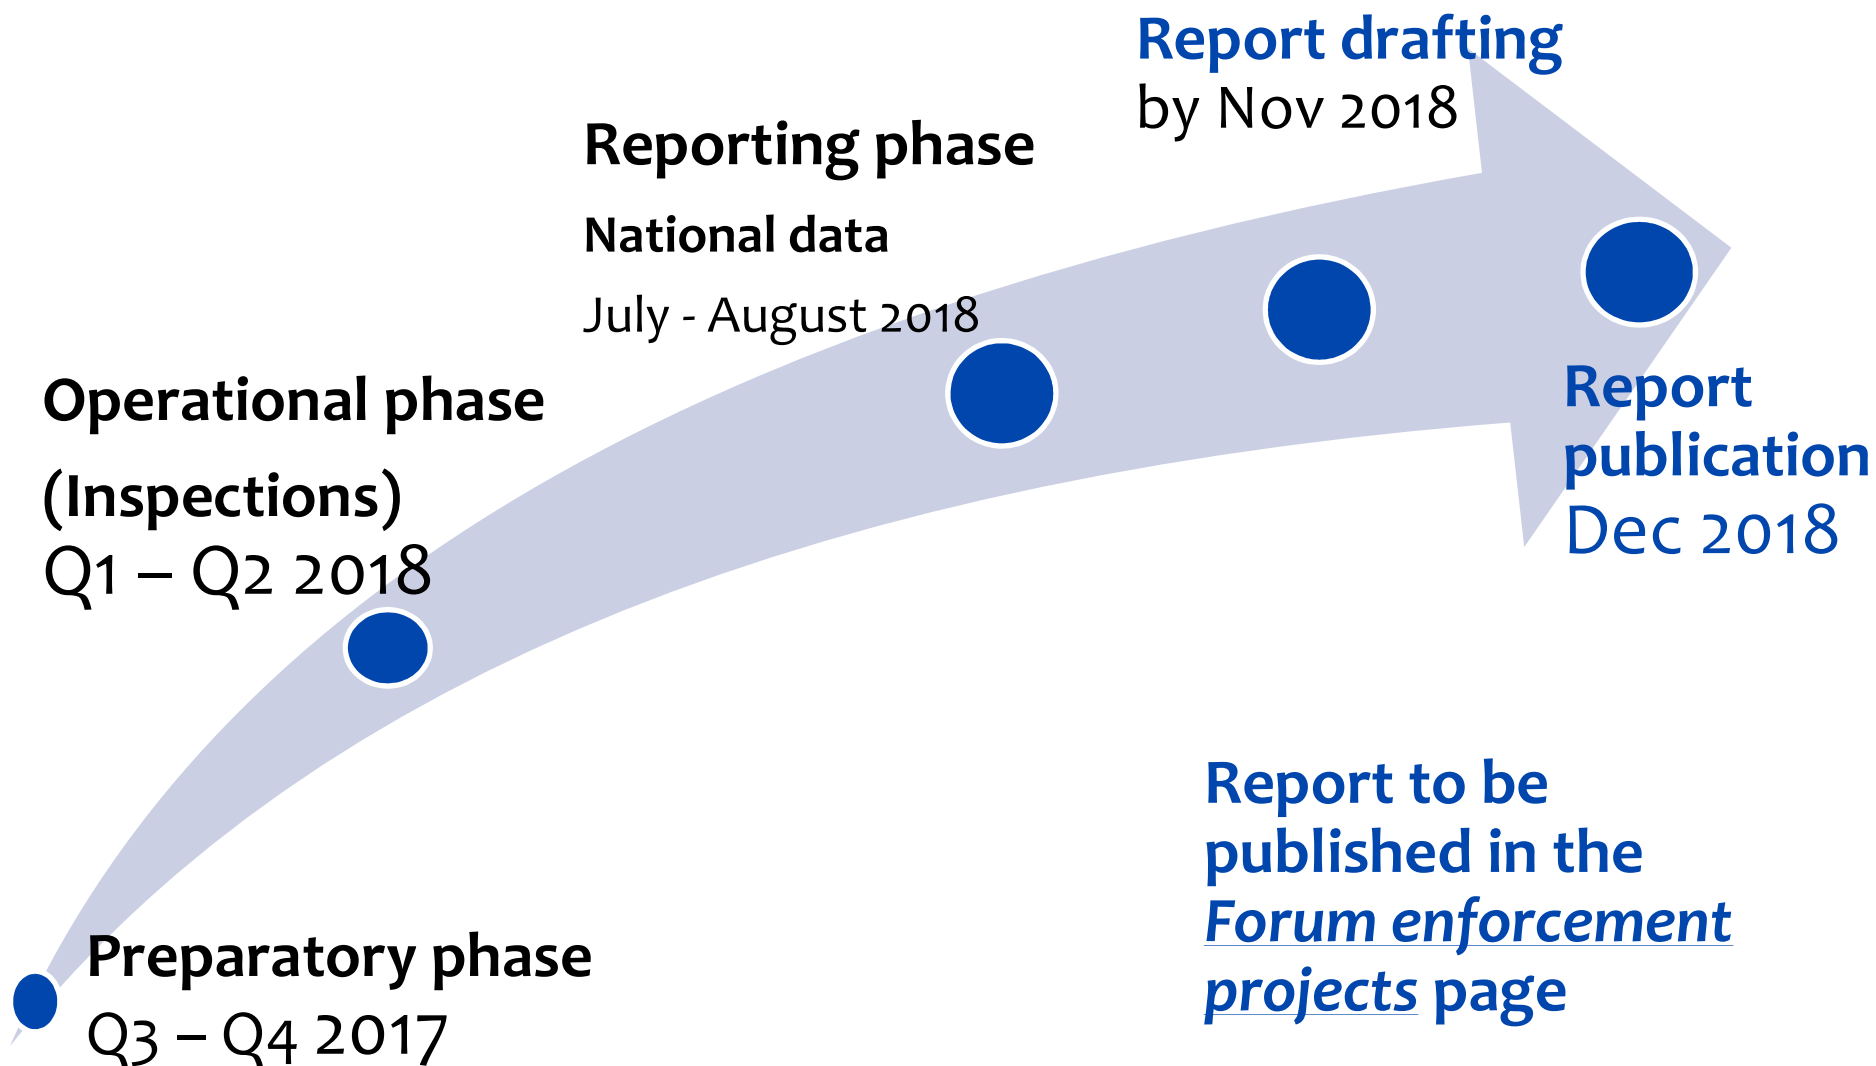 Report drafting
by Nov 2018
Reporting phase
National data
July - August 2018
Operational phase
(Inspections)
Q1 – Q2 2018
Report
publication
Dec 2018
Preparatory phase
Q3 – Q4 2017
Report to be
published in the
Forum enforcement
projects page